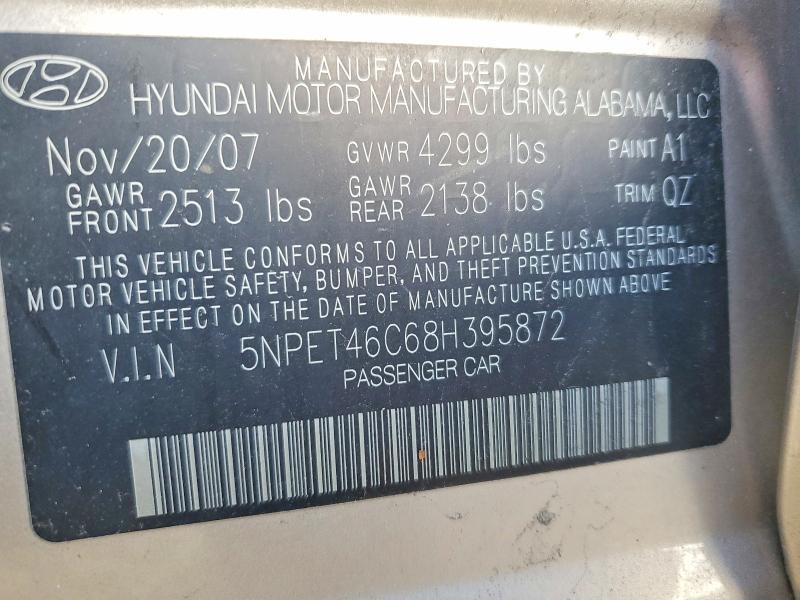 MANUFACTURED BY
HYUNDAI MOTOR MANUFACTURING ALABAMA, LLC
Nov/20/07 GVWR 4299 lbs PAINT A1
GAWR FRONT 2513 lbs GAWR REAR 2138 lbs TRIM QZ
THIS VEHICLE CONFORMS TO ALL APPLICABLE U.S.A. FEDERAL
MOTOR VEHICLE SAFETY, BUMPER, AND THEFT PREVENTION STANDARDS
IN EFFECT ON THE DATE OF MANUFACTURE SHOWN ABOVE
V.I.N 5NPET46C68H395872
PASSENGER CAR